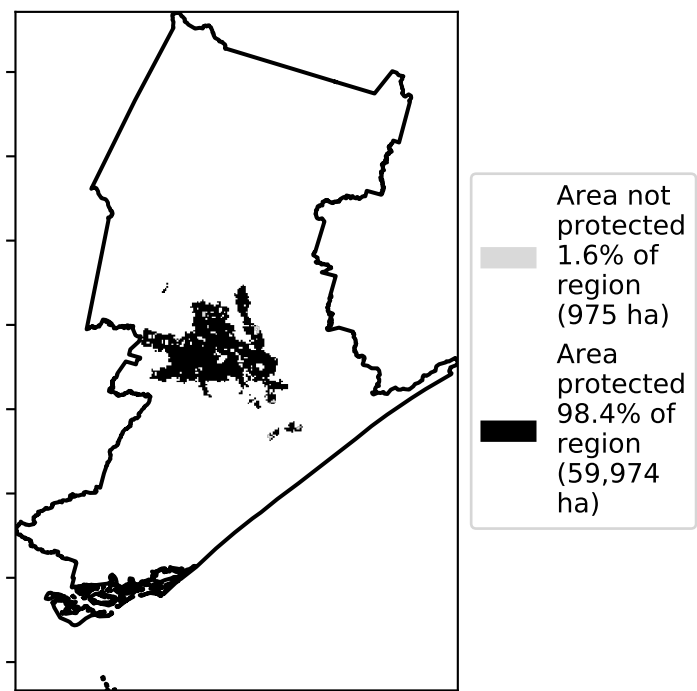 Area not
protected
1.6% of
region
(975 ha)
Area
protected
98.4% of
region
(59,974
ha)